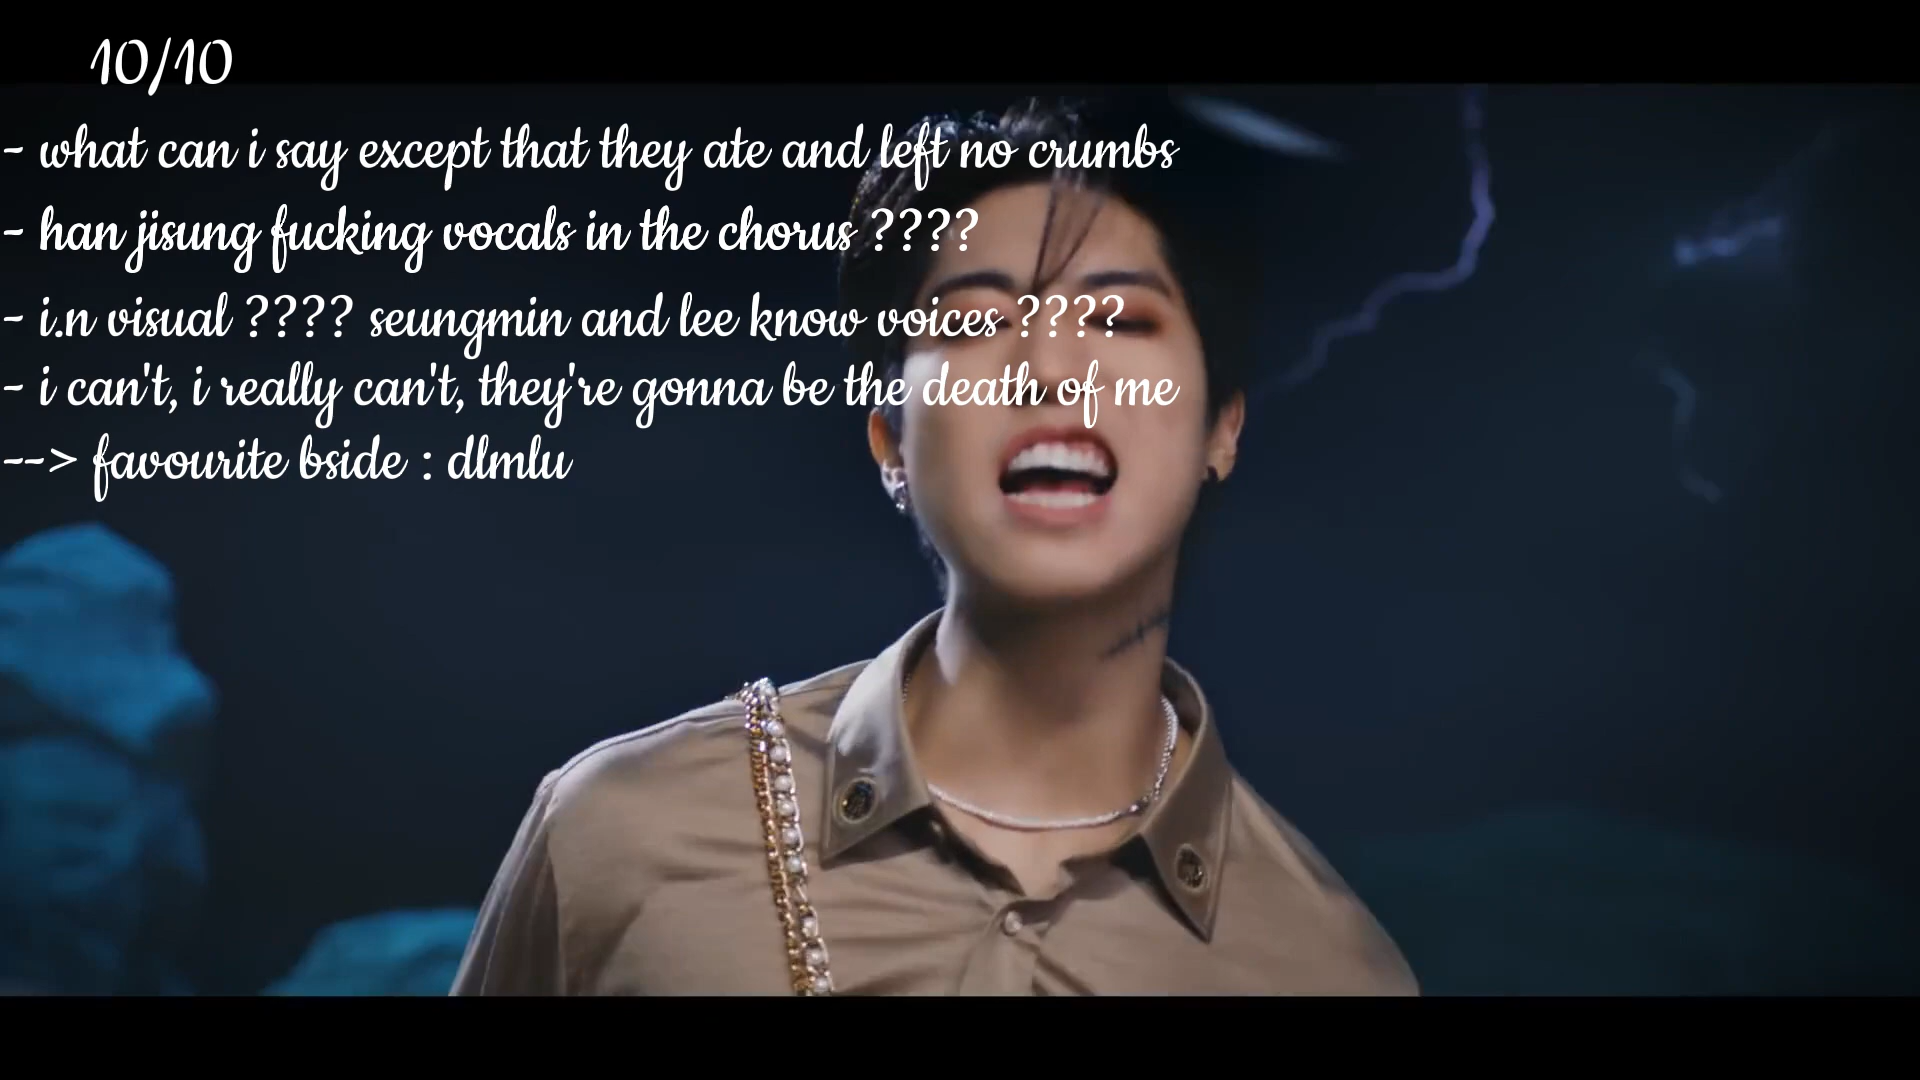 10/10
- what can i say except that they ate and left no crumbs
- han jisung fucking vocals in the chorus ????
- i.n visual ???? seungmin and lee know voices ????
- i can't, i really can't, they're gonna be the death of me
--> favourite bside : dlmlu